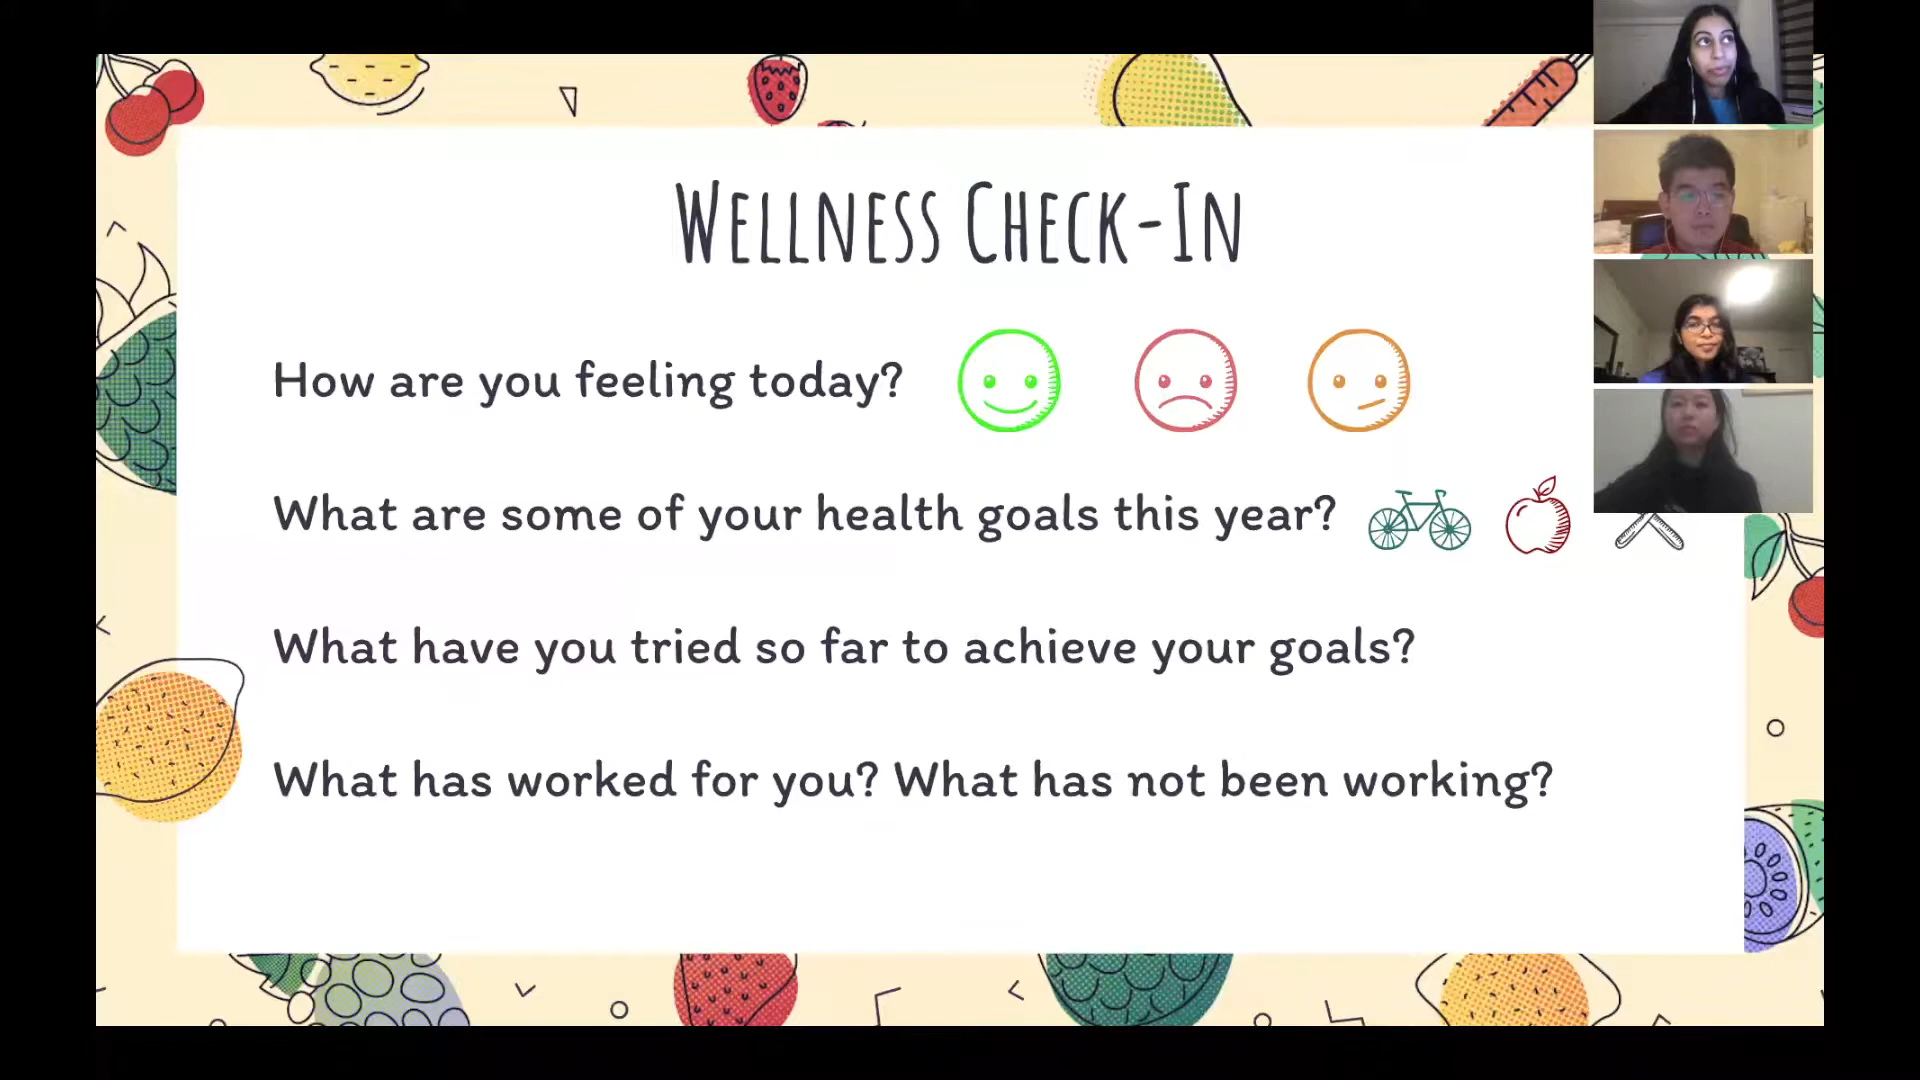 Wellness Check-In
How are you feeling today?
What are some of your health goals this year?
What have you tried so far to achieve your goals?
What has worked for you? What has not been working?